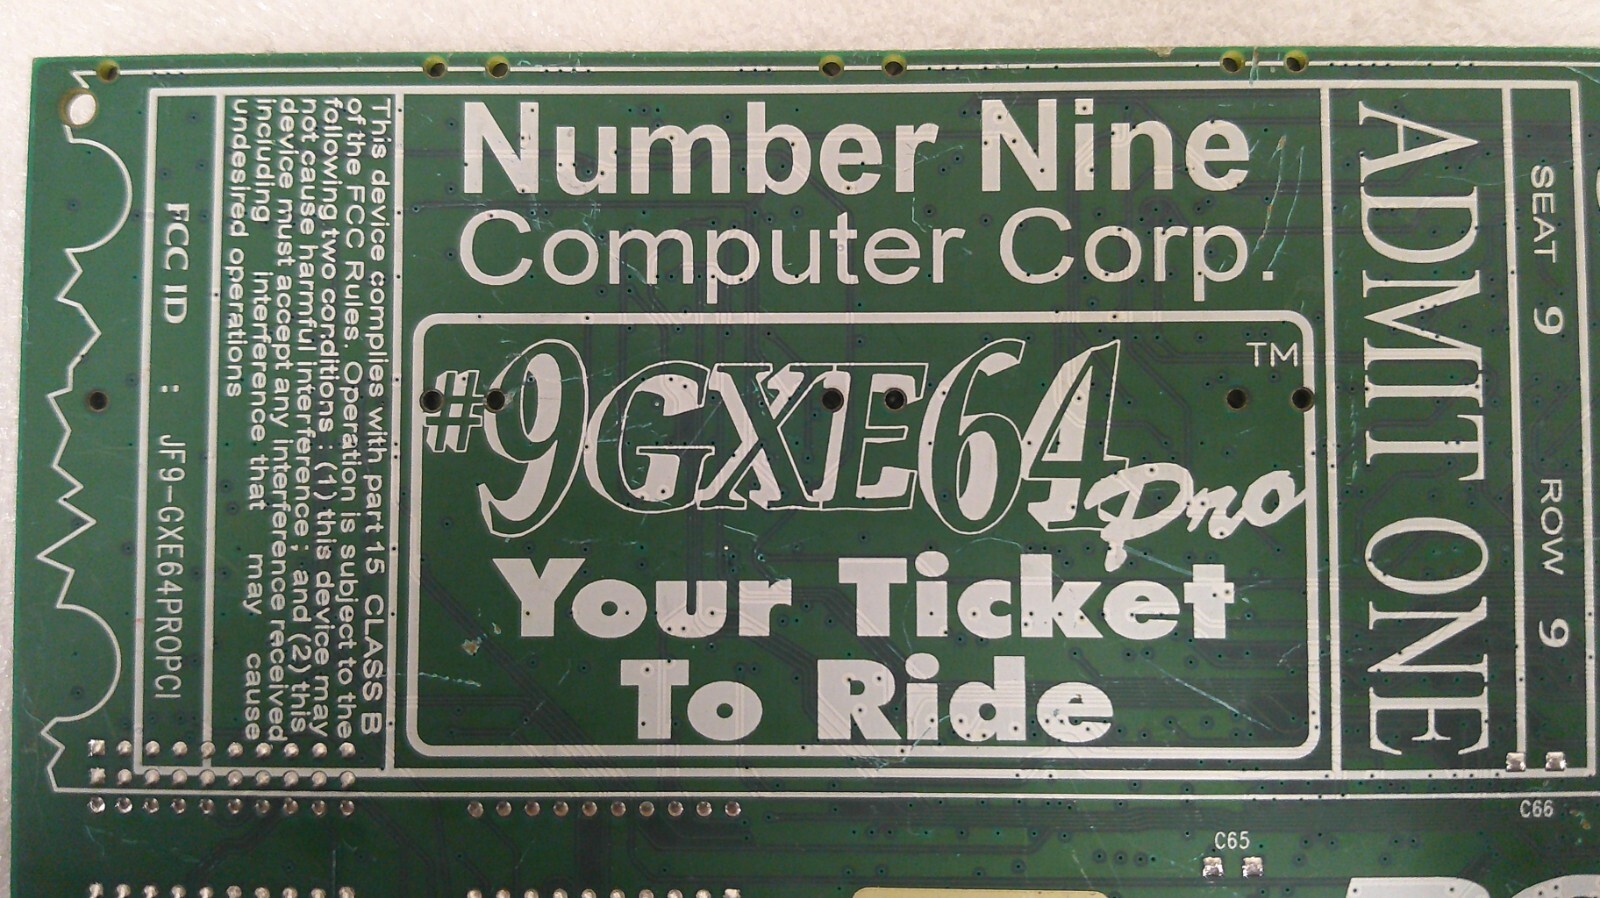 Number Nine
Computer Corp.
#9GXE64Pro™
Your Ticket
To Ride
FCC ID : JF9-GXE64PROPCI
This device complies with part 15 CLASS B
of the FCC Rules. Operation is subject to the
following two conditions : (1) this device may
not cause harmful interference; and (2) this
device must accept any interference received
including interference that may cause
undesired operations
ADMIT ONE
SEAT 9 ROW 9
C66
C65